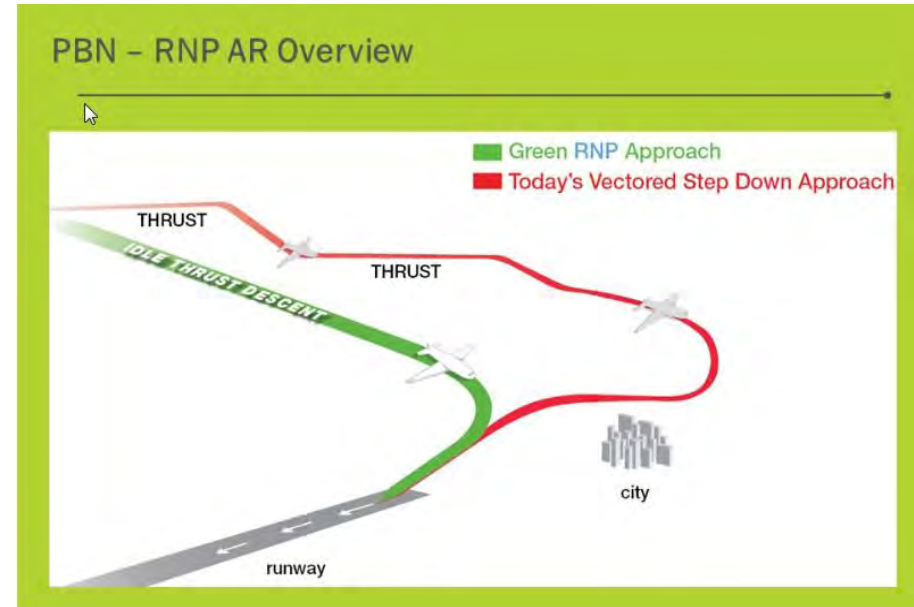 PBN – RNP AR Overview
Green RNP Approach
Today's Vectored Step Down Approach
THRUST
IDLE THRUST DESCENT
THRUST
city
runway